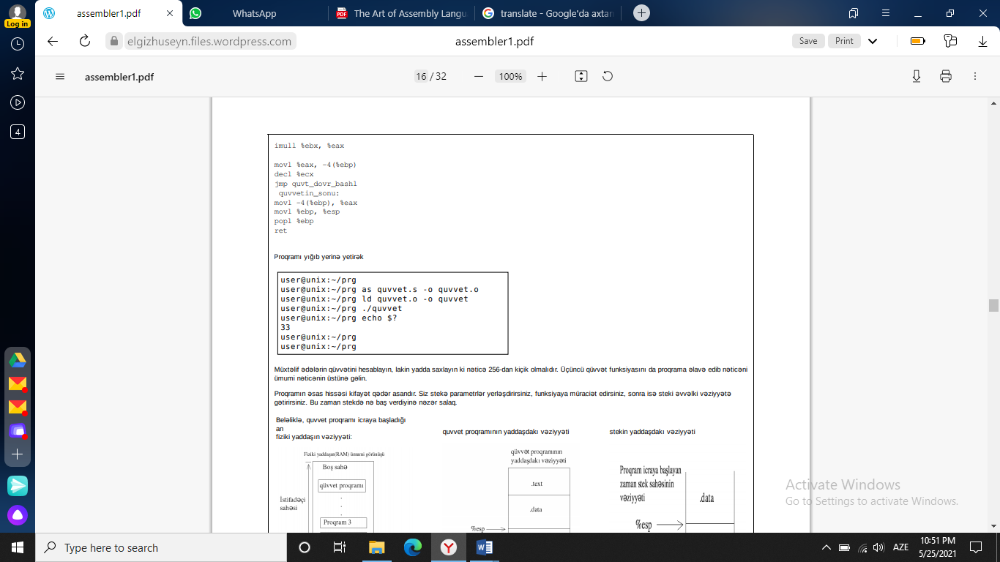 assembler1.pdf
WhatsApp
PDF The Art of Assembly Langu
translate - Google'da axtar
Log in
elgizhuseyn.files.wordpress.com
assembler1.pdf
Save
Print
assembler1.pdf
16 / 32
100%
4
imull %ebx, %eax
movl %eax, -4(%ebp)
decl %ecx
jmp quvt_dovr_bashl
quvvetin_sonu:
movl -4(%ebp), %eax
movl %ebp, %esp
popl %ebp
ret
Proqramı yığıb yerinə yetirək
user@unix:~/prg
user@unix:~/prg as quvvet.s -o quvvet.o
user@unix:~/prg ld quvvet.o -o quvvet
user@unix:~/prg ./quvvet
user@unix:~/prg echo $?
33
user@unix:~/prg
user@unix:~/prg
Müxtəlif ədələrin qüvvətini hesablayın, lakin yadda saxlayın ki nəticə 256-dan kiçik olmalıdır. Üçüncü qüvvət funksiyasını da proqrama əlavə edib nəticəni
ümumi nəticənin üstünə gəlin.
Proqramın əsas hissəsi kifayət qədər asandır. Siz stekə parametrlər yerləşdirirsiniz, funksiyaya müraciət edirsiniz, sonra isə steki əvvəlki vəziyyətə
gətirirsiniz. Bu zaman stekdə nə baş verdiyinə nəzər salaq.
Beləliklə, quvvet proqramı icraya başladığı
an
fiziki yaddaşın vəziyyəti:
quvvet proqramının yaddaşdakı vəziyyəti
stekin yaddaşdakı vəziyyəti
Fiziki yaddaşın(RAM) ümumi görünüşü
Boş sahə
qüvvet proqramı
.
.
.
İstifadəçi
sahəsi
Proqram 3
qüvvət proqramının
yaddaşdakı vəziyyəti
.text
.data
%esp
Proqram icraya başlayan
zaman stek sahəsinin
vəziyyəti
.data
%esp
Activate Windows
Go to Settings to activate Windows.
Type here to search
AZE
10:51 PM
5/25/2021